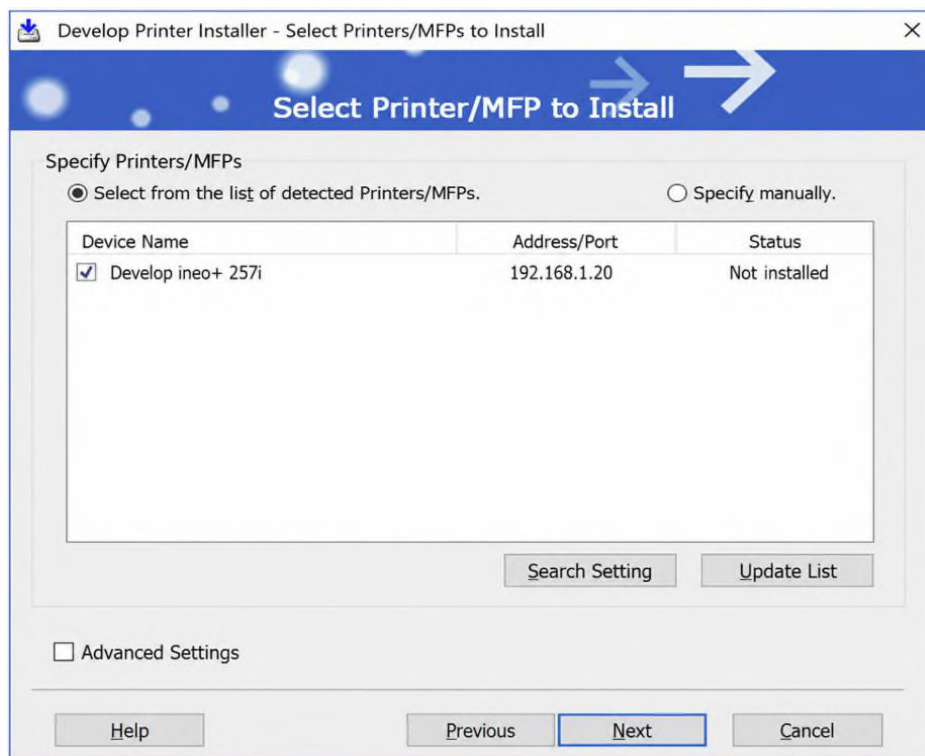 Develop Printer Installer - Select Printers/MFPs to Install
Select Printer/MFP to Install
Specify Printers/MFPs
Select from the list of detected Printers/MFPs. Specify manually.
Device Name Address/Port Status
Develop ineo+ 257i 192.168.1.20 Not installed
Search Setting Update List
Advanced Settings
Help Previous Next Cancel